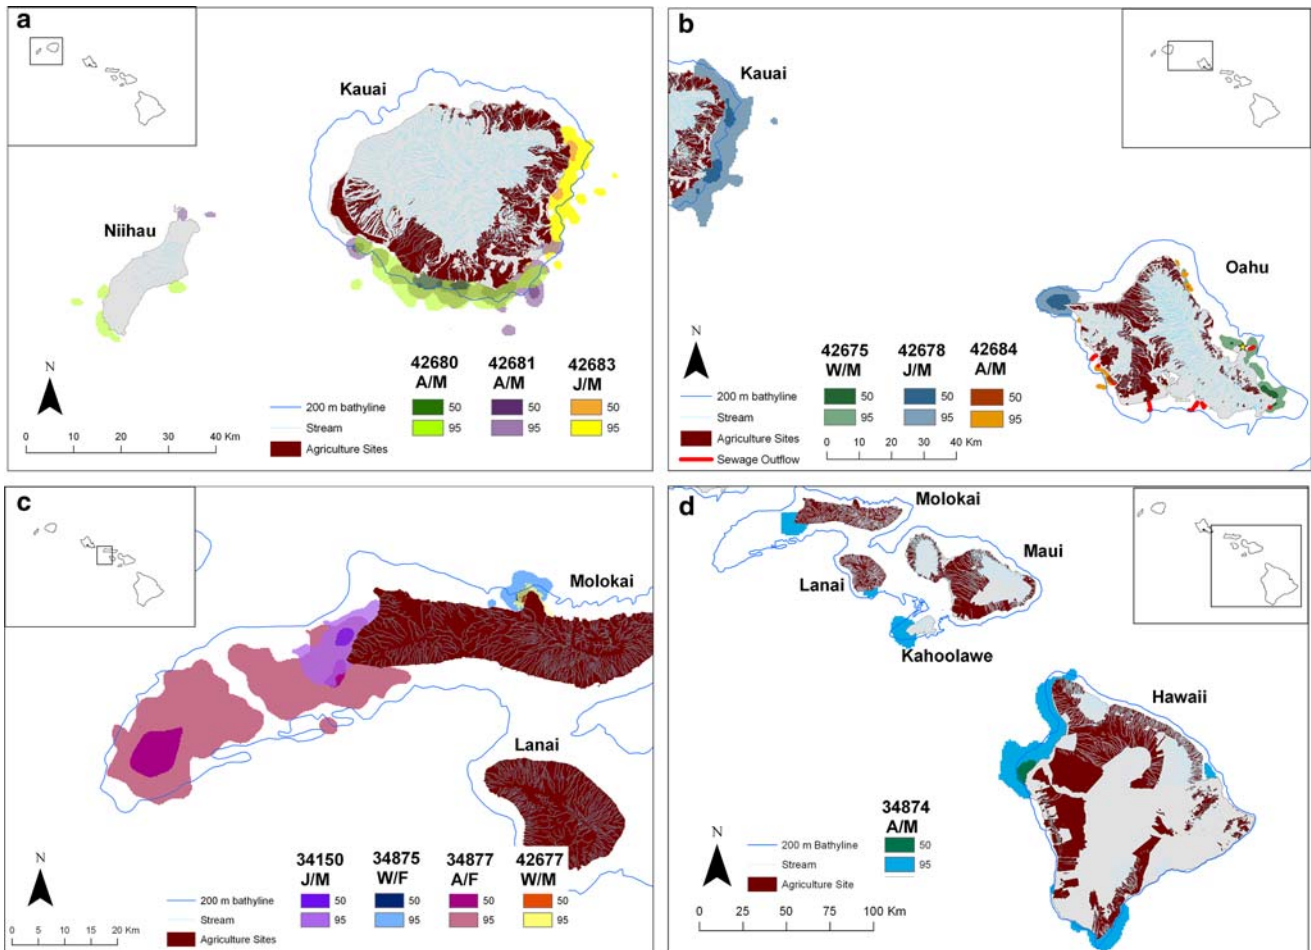 a
Kauai
Niihau
N
0 10 20 30 40 Km
200 m bathyline
Stream
Agriculture Sites
42680 42681 42683
A/M A/M J/M
50 50 50
95 95 95
b
Kauai
Oahu
N
200 m bathyline
Stream
Agriculture Sites
Sewage Outflow
42675 42678 42684
W/M J/M A/M
50 50 50
95 95 95
0 10 20 30 40 Km
c
Molokai
Lanai
N
0 5 10 15 20 Km
200 m bathyline
Stream
Agriculture Sites
34150 34875 34877 42677
J/M W/F A/F W/M
50 50 50 50
95 95 95 95
d
Molokai
Maui
Lanai
Kahoolawe
Hawaii
N
200 m Bathyline
Stream
Agriculture Site
34874
A/M
50
95
0 25 50 75 100 Km